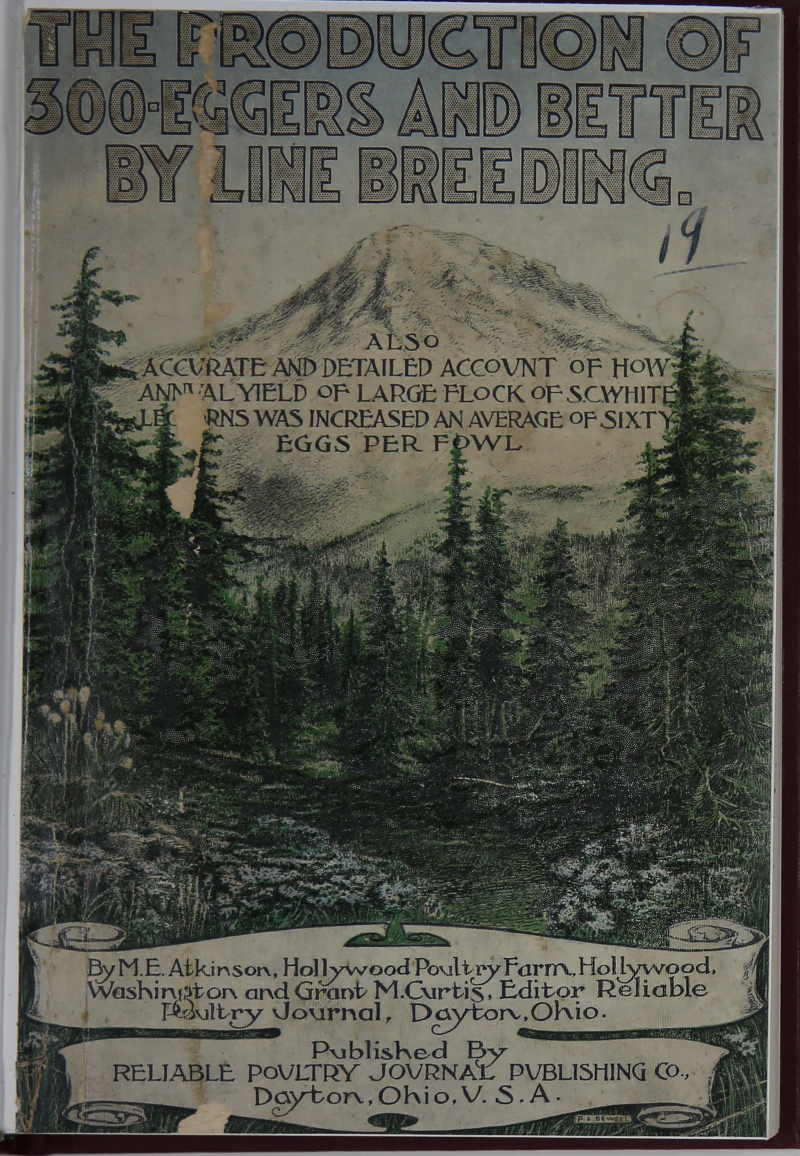 THE PRODUCTION OF
300-EGGERS AND BETTER
BY LINE BREEDING.
19
ALSO
ACCURATE AND DETAILED ACCOUNT OF HOW
ANNUAL YIELD OF LARGE FLOCK OF S.C.WHITE
LEGHORNS WAS INCREASED AN AVERAGE OF SIXTY
EGGS PER FOWL
By M.E. Atkinson, Hollywood Poultry Farm, Hollywood,
Washington and Grant M. Curtis, Editor Reliable
Poultry Journal, Dayton, Ohio.
Published By
RELIABLE POULTRY JOURNAL PUBLISHING CO.,
Dayton, Ohio, U. S. A.
F. L. SEWELL